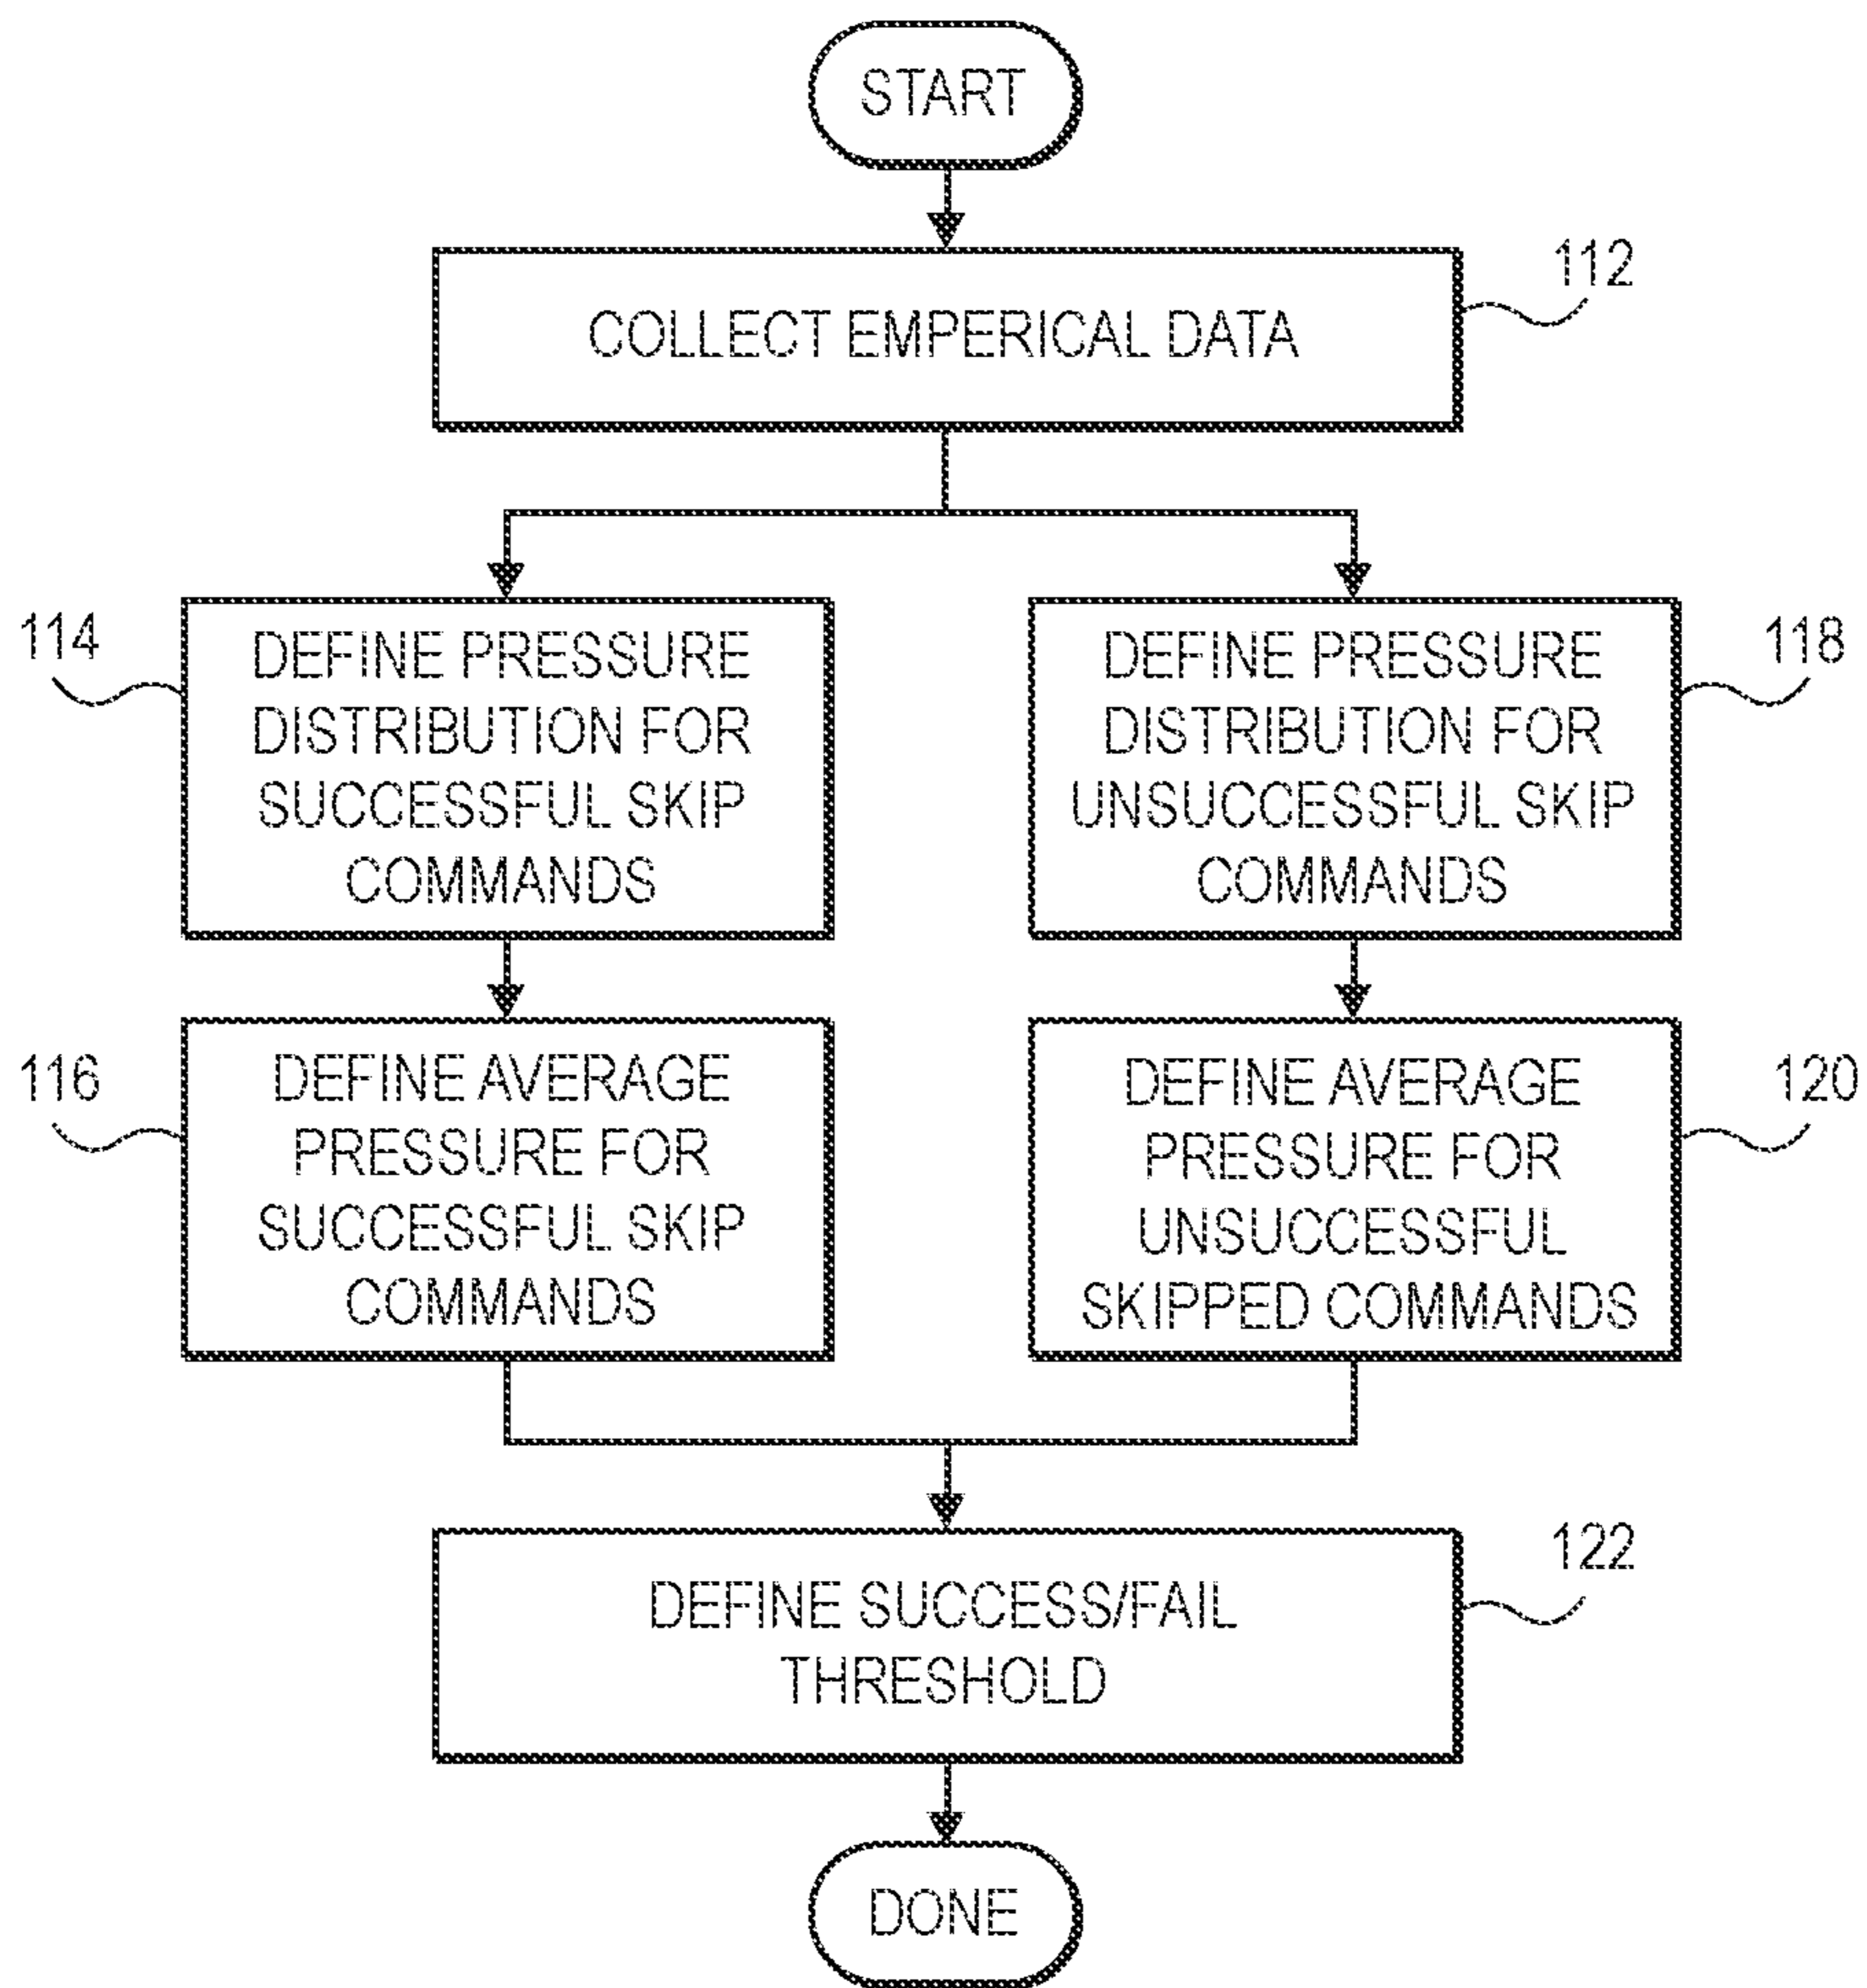 START
112
COLLECT EMPERICAL DATA
114
DEFINE PRESSURE
DISTRIBUTION FOR
SUCCESSFUL SKIP
COMMANDS
118
DEFINE PRESSURE
DISTRIBUTION FOR
UNSUCCESSFUL SKIP
COMMANDS
116
DEFINE AVERAGE
PRESSURE FOR
SUCCESSFUL SKIP
COMMANDS
120
DEFINE AVERAGE
PRESSURE FOR
UNSUCCESSFUL
SKIPPED COMMANDS
122
DEFINE SUCCESS/FAIL
THRESHOLD
DONE